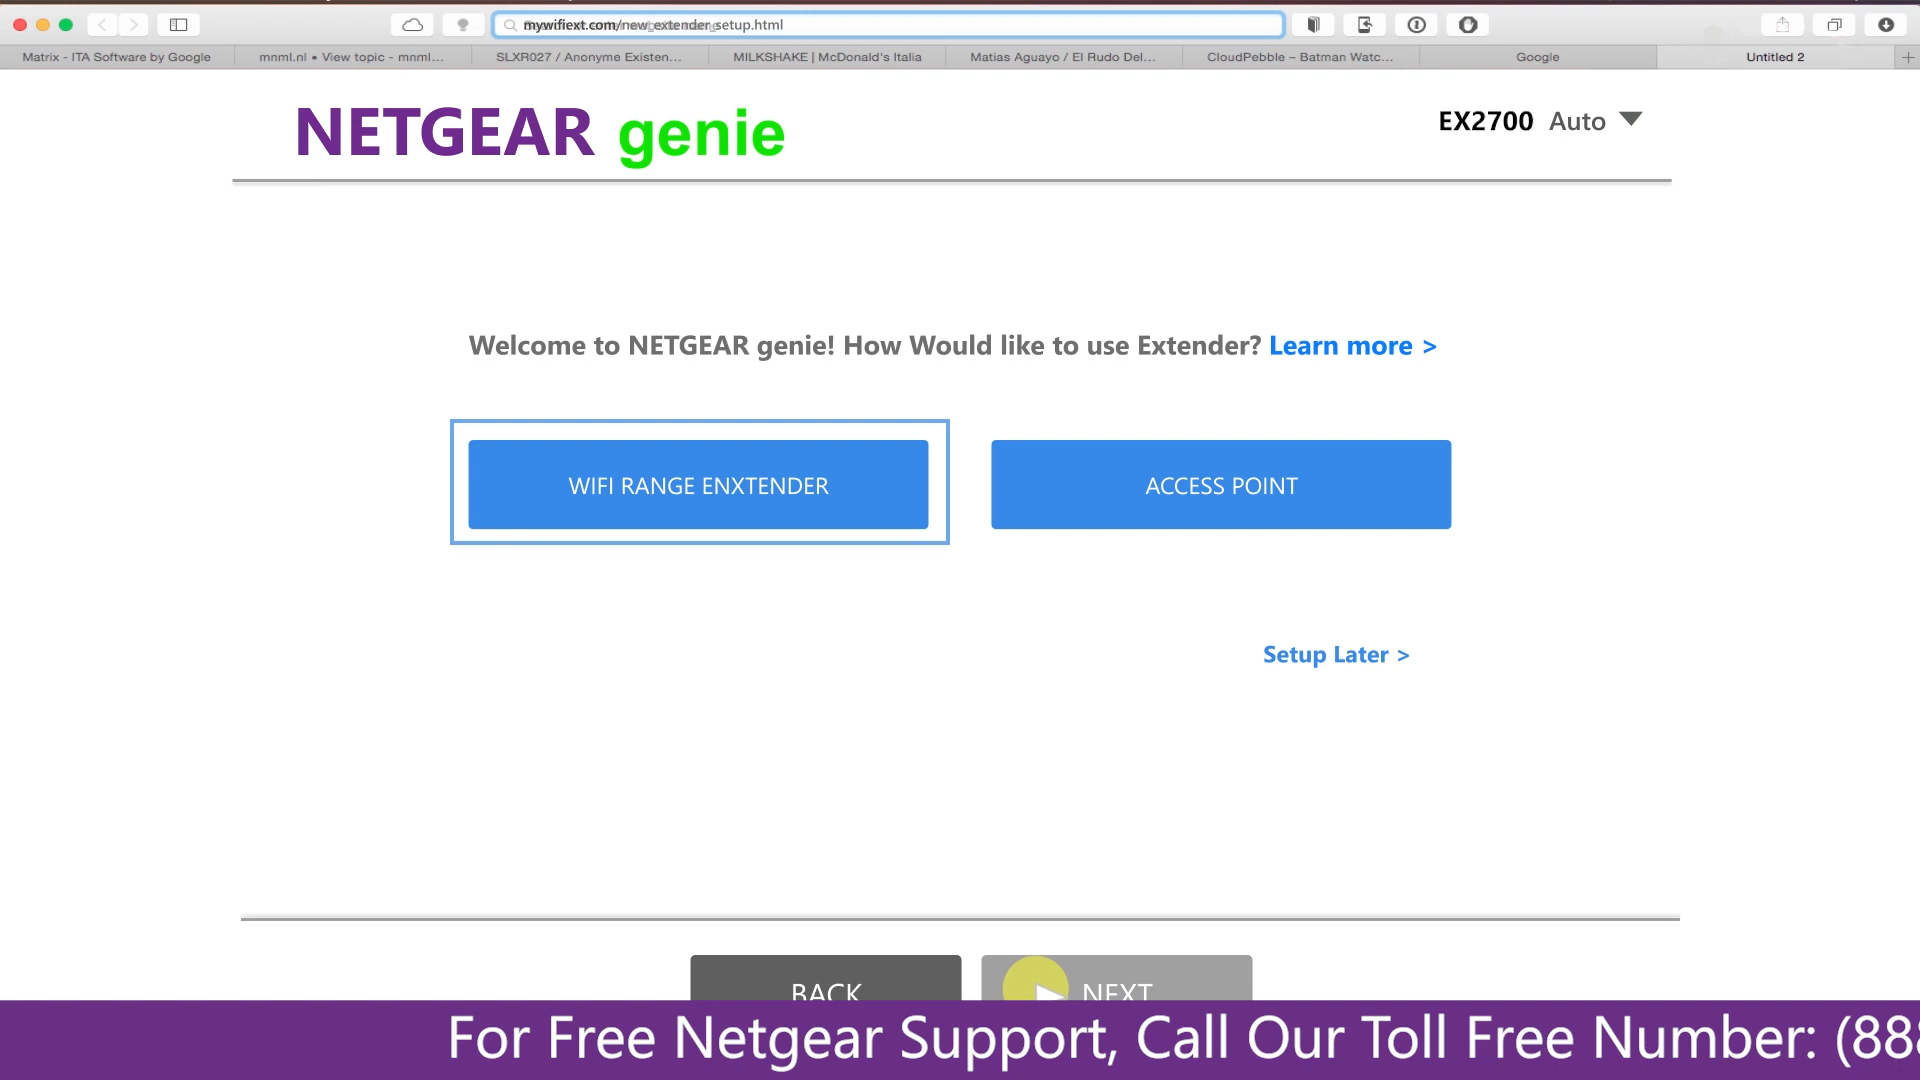 mywifiext.com/new_extender_setup.html
Matrix - ITA Software by Google
mnml.nl • View topic - mnml...
SLXR027 / Anonyme Existen...
MILKSHAKE | McDonald's Italia
Matias Aguayo / El Rudo Del...
CloudPebble – Batman Watc...
Google
Untitled 2
NETGEAR genie
EX2700 Auto
Welcome to NETGEAR genie! How Would like to use Extender? Learn more >
WIFI RANGE ENXTENDER
ACCESS POINT
Setup Later >
BACK
NEXT
For Free Netgear Support, Call Our Toll Free Number: (888